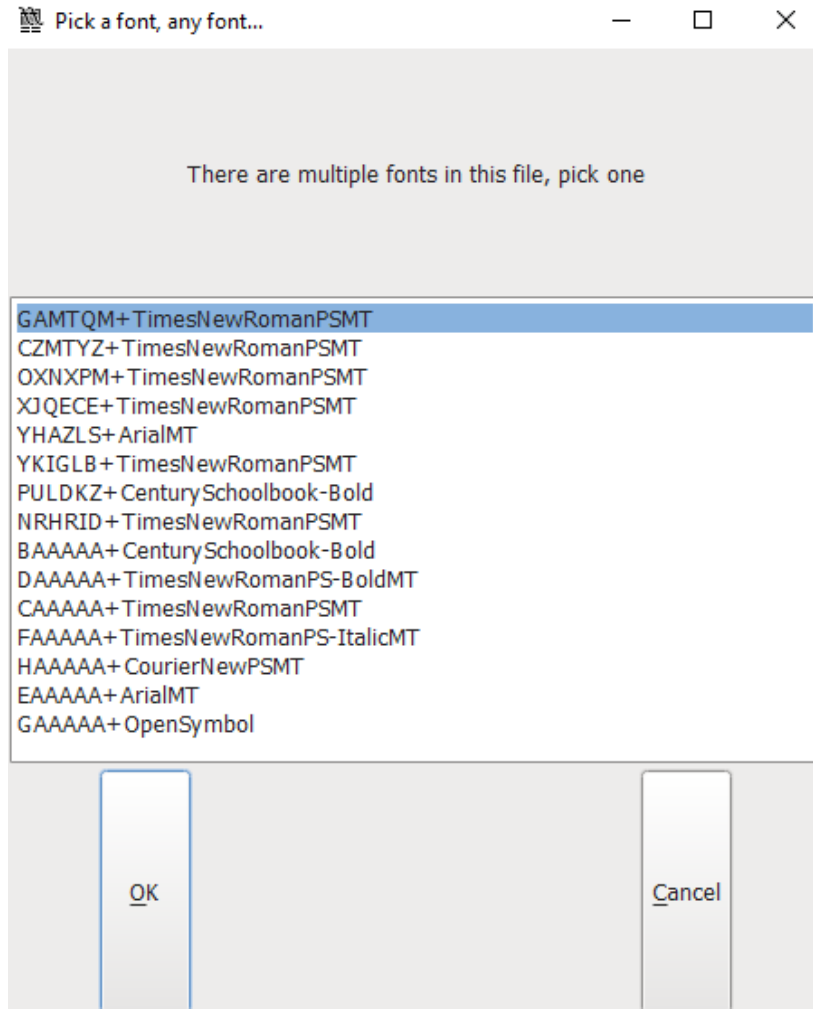 Pick a font, any font...
There are multiple fonts in this file, pick one
GAMTQM+TimesNewRomanPSMT
CZMTYZ+TimesNewRomanPSMT
OXNXPM+TimesNewRomanPSMT
XJQECE+TimesNewRomanPSMT
YHAZLS+ArialMT
YKIGLB+TimesNewRomanPSMT
PULDKZ+CenturySchoolbook-Bold
NRHRID+TimesNewRomanPSMT
BAAAAA+CenturySchoolbook-Bold
DAAAAA+TimesNewRomanPS-BoldMT
CAAAAA+TimesNewRomanPSMT
FAAAAA+TimesNewRomanPS-ItalicMT
HAAAAA+CourierNewPSMT
EAAAAA+ArialMT
GAAAAA+OpenSymbol
OK Cancel